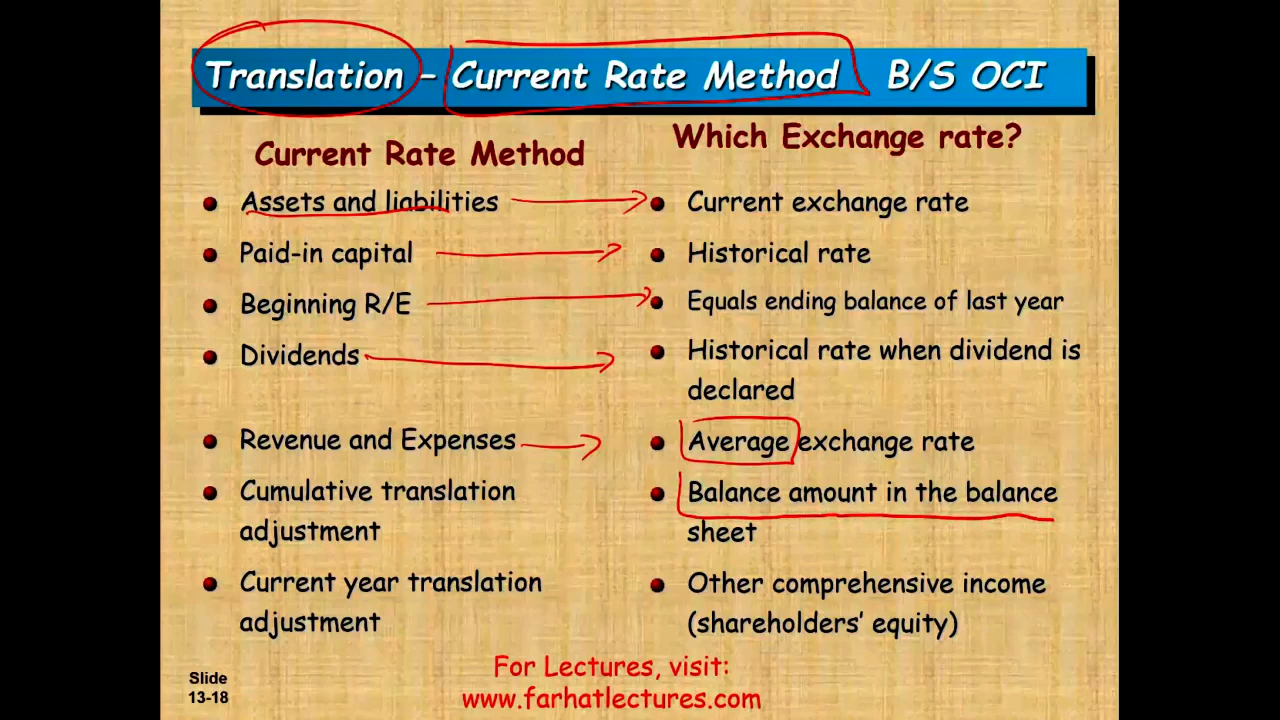 Translation – Current Rate Method B/S OCI
Current Rate Method
Which Exchange rate?
Assets and liabilities
Current exchange rate
Paid-in capital
Historical rate
Beginning R/E
Equals ending balance of last year
Dividends
Historical rate when dividend is
declared
Revenue and Expenses
Average exchange rate
Cumulative translation
adjustment
Balance amount in the balance
sheet
Current year translation
adjustment
Other comprehensive income
(shareholders’ equity)
For Lectures, visit:
www.farhatlectures.com
Slide
13-18